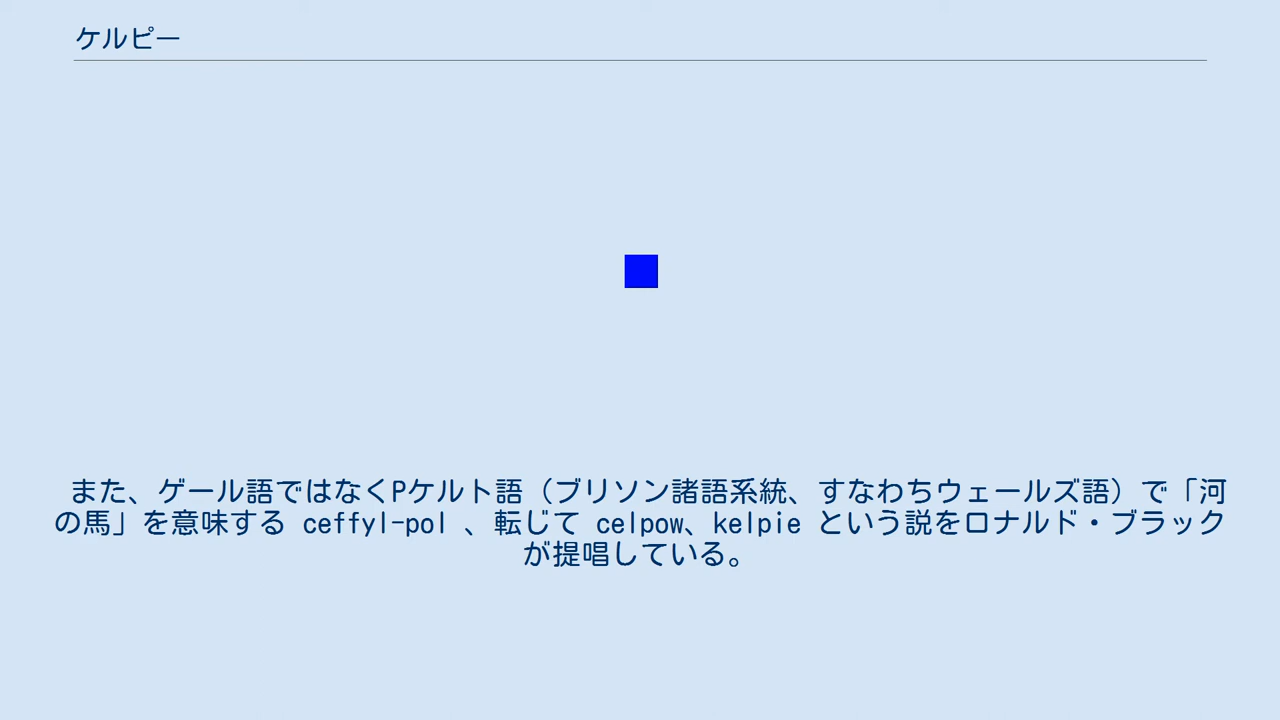 ケルピー
また、ゲール語ではなくPケルト語（ブリソン諸語系統、すなわちウェールズ語）で「河
の馬」を意味する ceffyl-pol 、転じて celpow、kelpie という説をロナルド・ブラック
が提唱している。